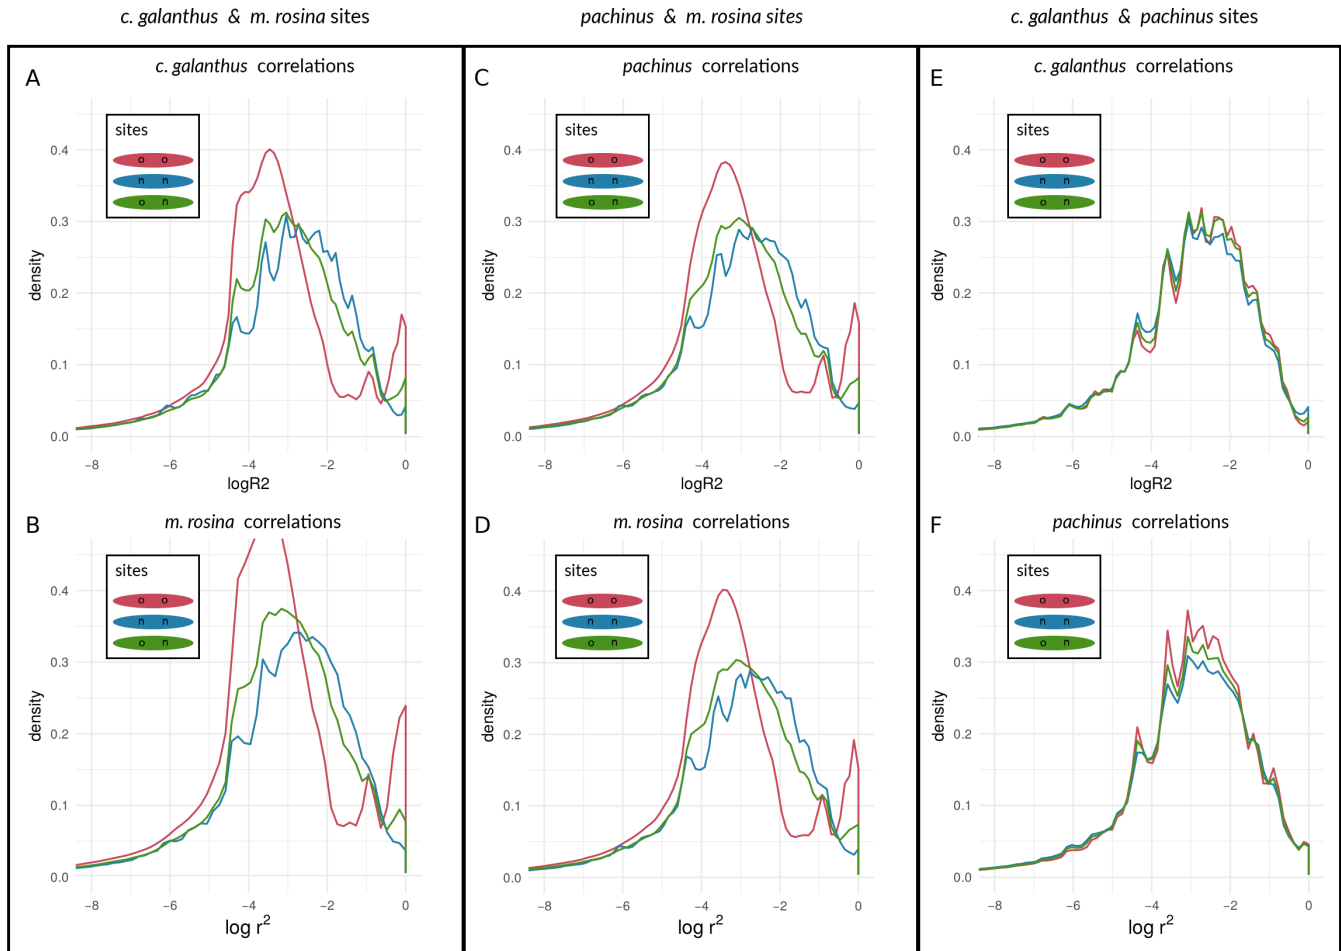 c. galanthus & m. rosina sites
pachinus & m. rosina sites
c. galanthus & pachinus sites
A
c. galanthus correlations
sites
o o
n n
o n
0.4
0.3
0.2
0.1
0.0
density
−8 −6 −4 −2 0
logR2
B
m. rosina correlations
sites
o o
n n
o n
0.4
0.3
0.2
0.1
0.0
density
−8 −6 −4 −2 0
log r²
C
pachinus correlations
sites
o o
n n
o n
0.4
0.3
0.2
0.1
0.0
density
−8 −6 −4 −2 0
logR2
D
m. rosina correlations
sites
o o
n n
o n
0.4
0.3
0.2
0.1
0.0
density
−8 −6 −4 −2 0
log r²
E
c. galanthus correlations
sites
o o
n n
o n
0.4
0.3
0.2
0.1
0.0
density
−8 −6 −4 −2 0
logR2
F
pachinus correlations
sites
o o
n n
o n
0.4
0.3
0.2
0.1
0.0
density
−8 −6 −4 −2 0
log r²